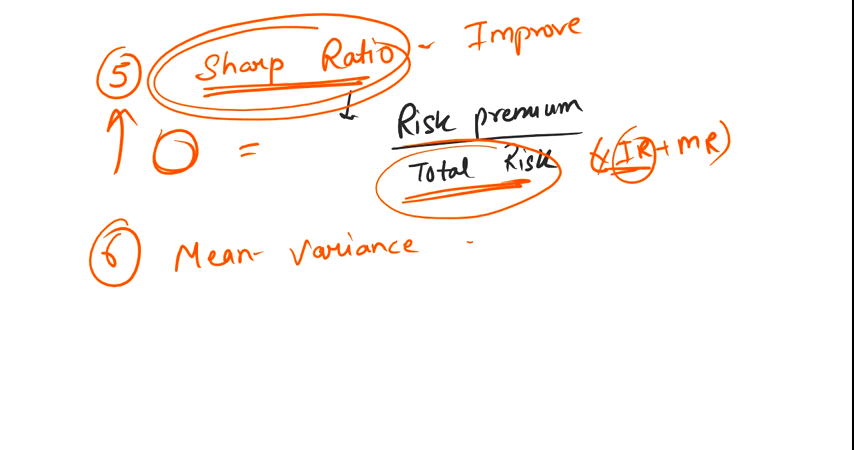 5 Sharp Ratio - Improve
↑ O = Risk premium
Total Risk (IR + MR)
6 Mean- Variance -